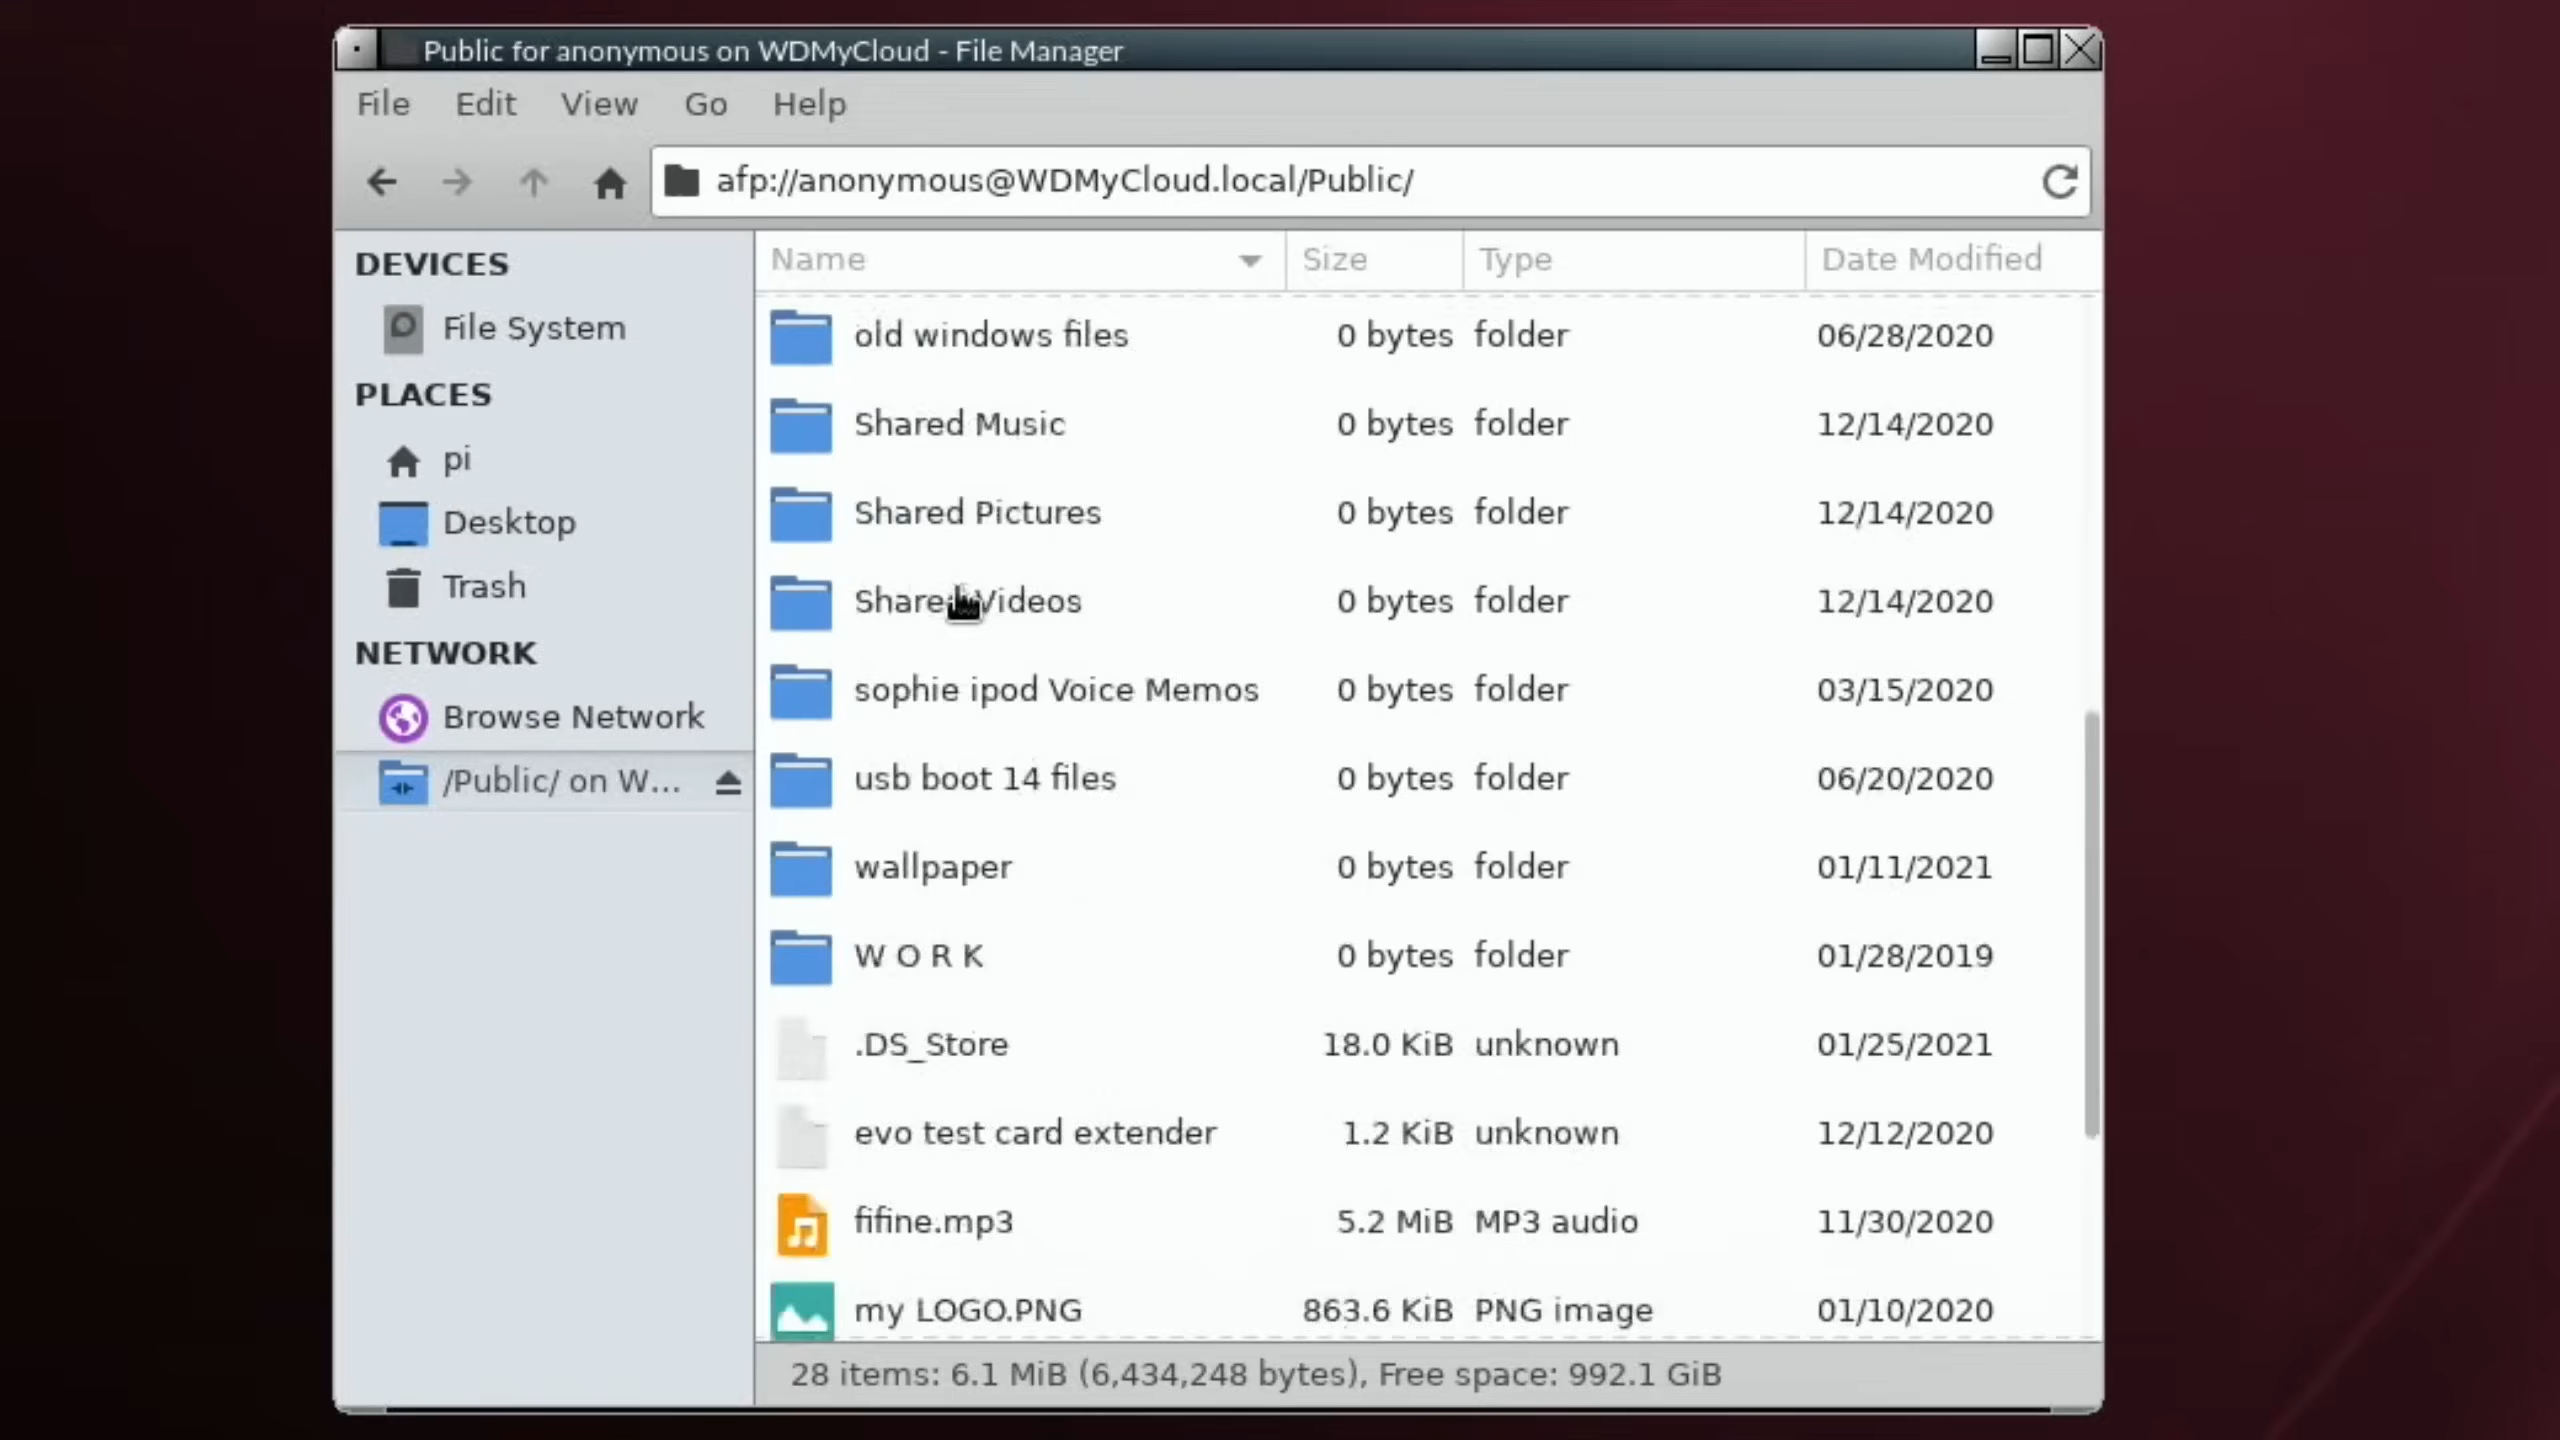 Public for anonymous on WDMyCloud - File Manager
File Edit View Go Help
afp://anonymous@WDMyCloud.local/Public/
DEVICES
File System
PLACES
pi
Desktop
Trash
NETWORK
Browse Network
/Public/ on W...
Name Size Type Date Modified
old windows files 0 bytes folder 06/28/2020
Shared Music 0 bytes folder 12/14/2020
Shared Pictures 0 bytes folder 12/14/2020
Shared Videos 0 bytes folder 12/14/2020
sophie ipod Voice Memos 0 bytes folder 03/15/2020
usb boot 14 files 0 bytes folder 06/20/2020
wallpaper 0 bytes folder 01/11/2021
W O R K 0 bytes folder 01/28/2019
.DS_Store 18.0 KiB unknown 01/25/2021
evo test card extender 1.2 KiB unknown 12/12/2020
fifine.mp3 5.2 MiB MP3 audio 11/30/2020
my LOGO.PNG 863.6 KiB PNG image 01/10/2020
28 items: 6.1 MiB (6,434,248 bytes), Free space: 992.1 GiB